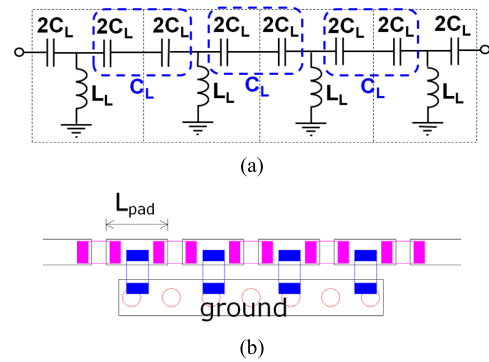 2CL 2CL 2CL 2CL 2CL 2CL 2CL 2CL
LL CL LL CL LL CL LL
(a)
Lpad
ground
(b)